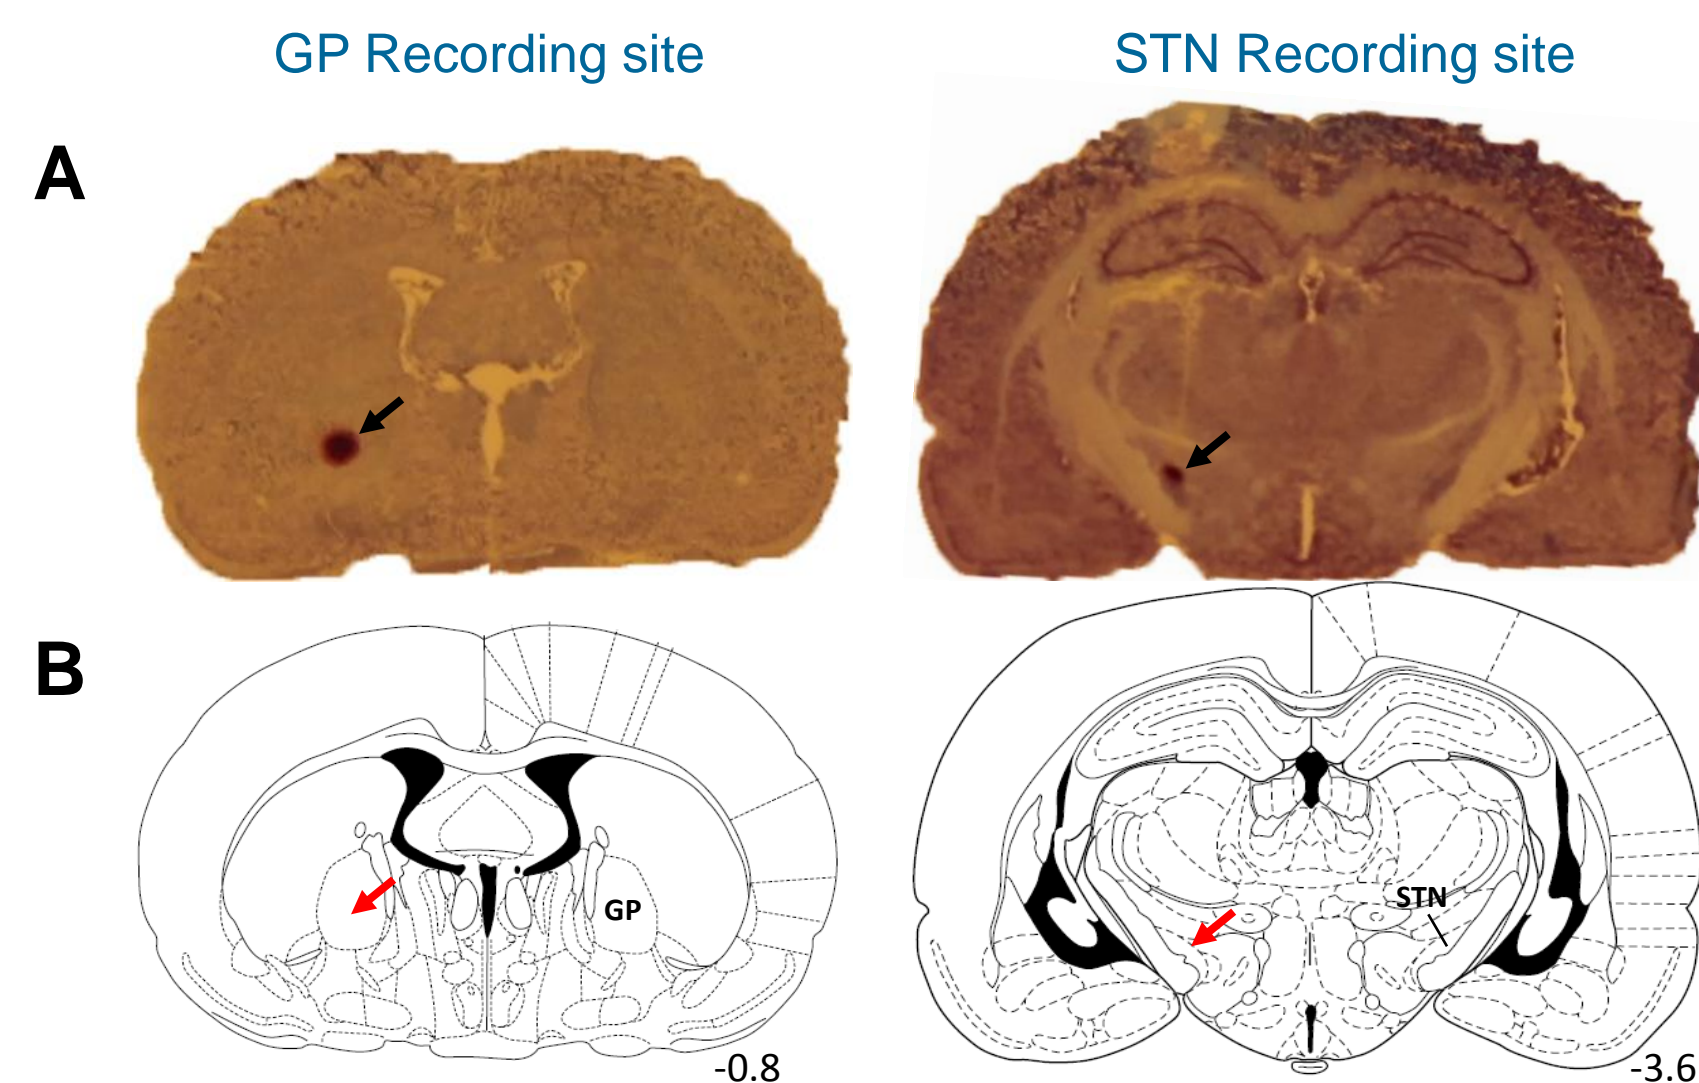 GP Recording site
STN Recording site
A
B
GP
STN
-0.8
-3.6